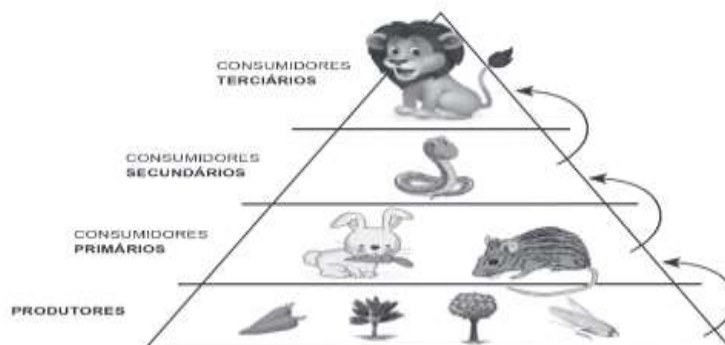 CONSUMIDORES
TERCIÁRIOS
CONSUMIDORES
SECUNDÁRIOS
CONSUMIDORES
PRIMÁRIOS
PRODUTORES